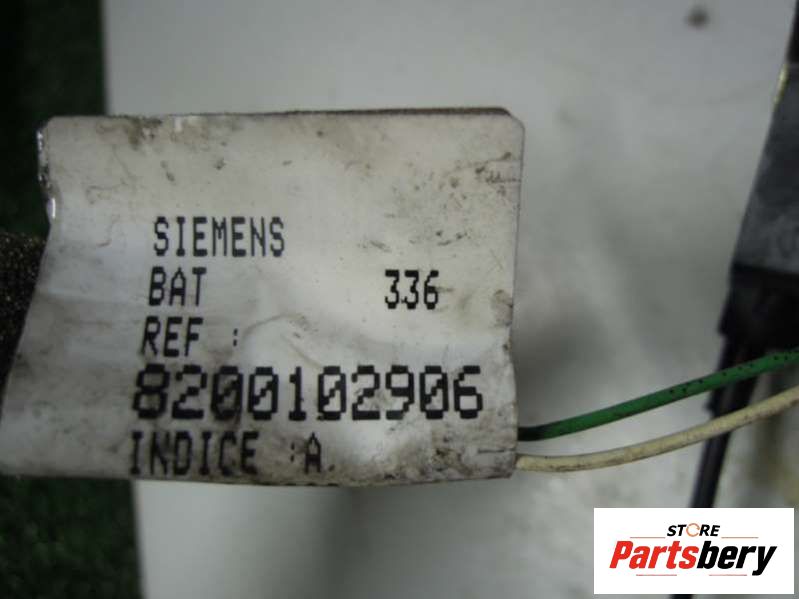 SIEMENS
BAT 336
REF :
8200102906
INDICE :A
STORE
Partsbery